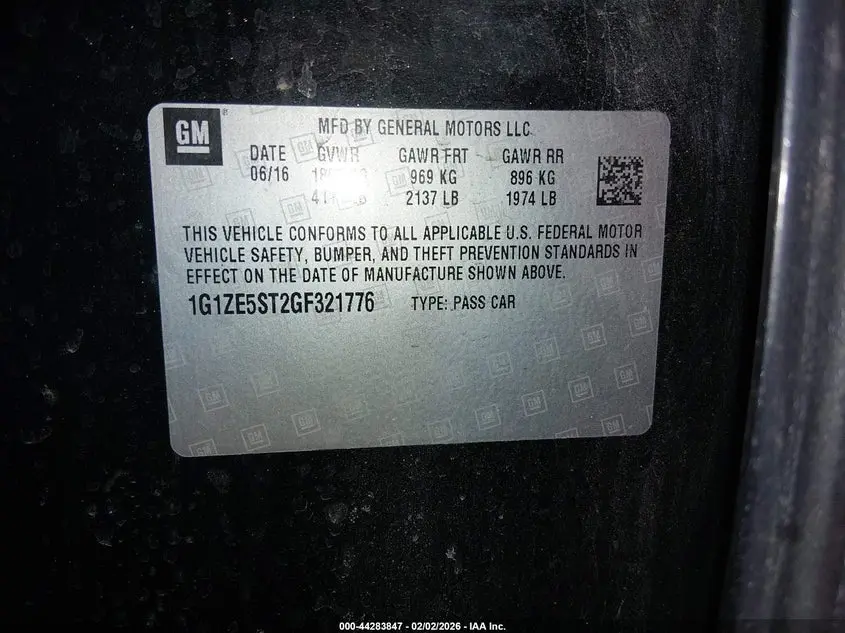 GM
MFD BY GENERAL MOTORS LLC
DATE GVWR GAWR FRT GAWR RR
06/16 969 KG 896 KG
2137 LB 1974 LB
THIS VEHICLE CONFORMS TO ALL APPLICABLE U.S. FEDERAL MOTOR
VEHICLE SAFETY, BUMPER, AND THEFT PREVENTION STANDARDS IN
EFFECT ON THE DATE OF MANUFACTURE SHOWN ABOVE.
1G1ZE5ST2GF321776 TYPE: PASS CAR
000-44283847 - 02/02/2026 - IAA Inc.